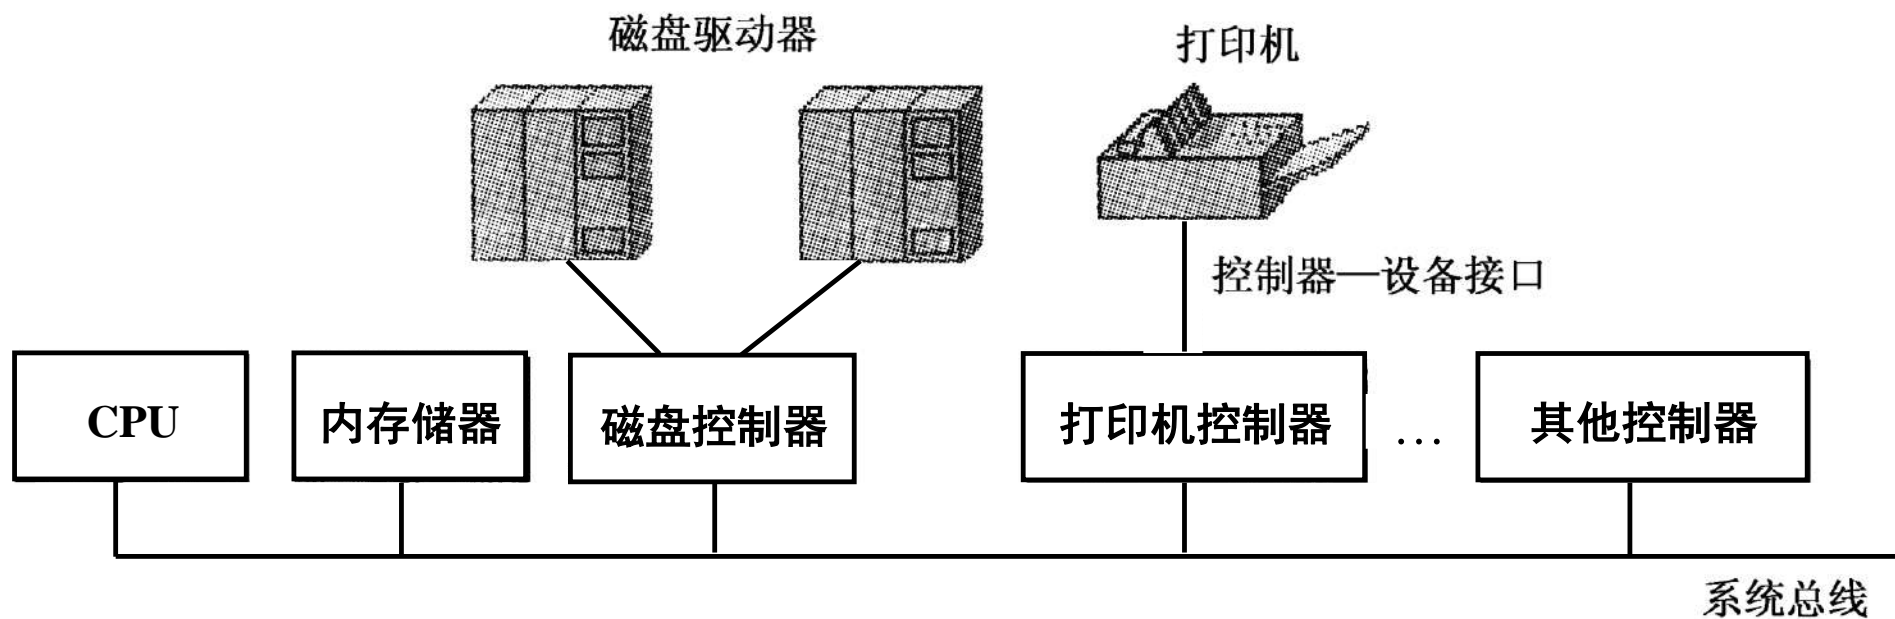 磁盘驱动器
打印机
控制器—设备接口
CPU
内存储器
磁盘控制器
打印机控制器
…
其他控制器
系统总线